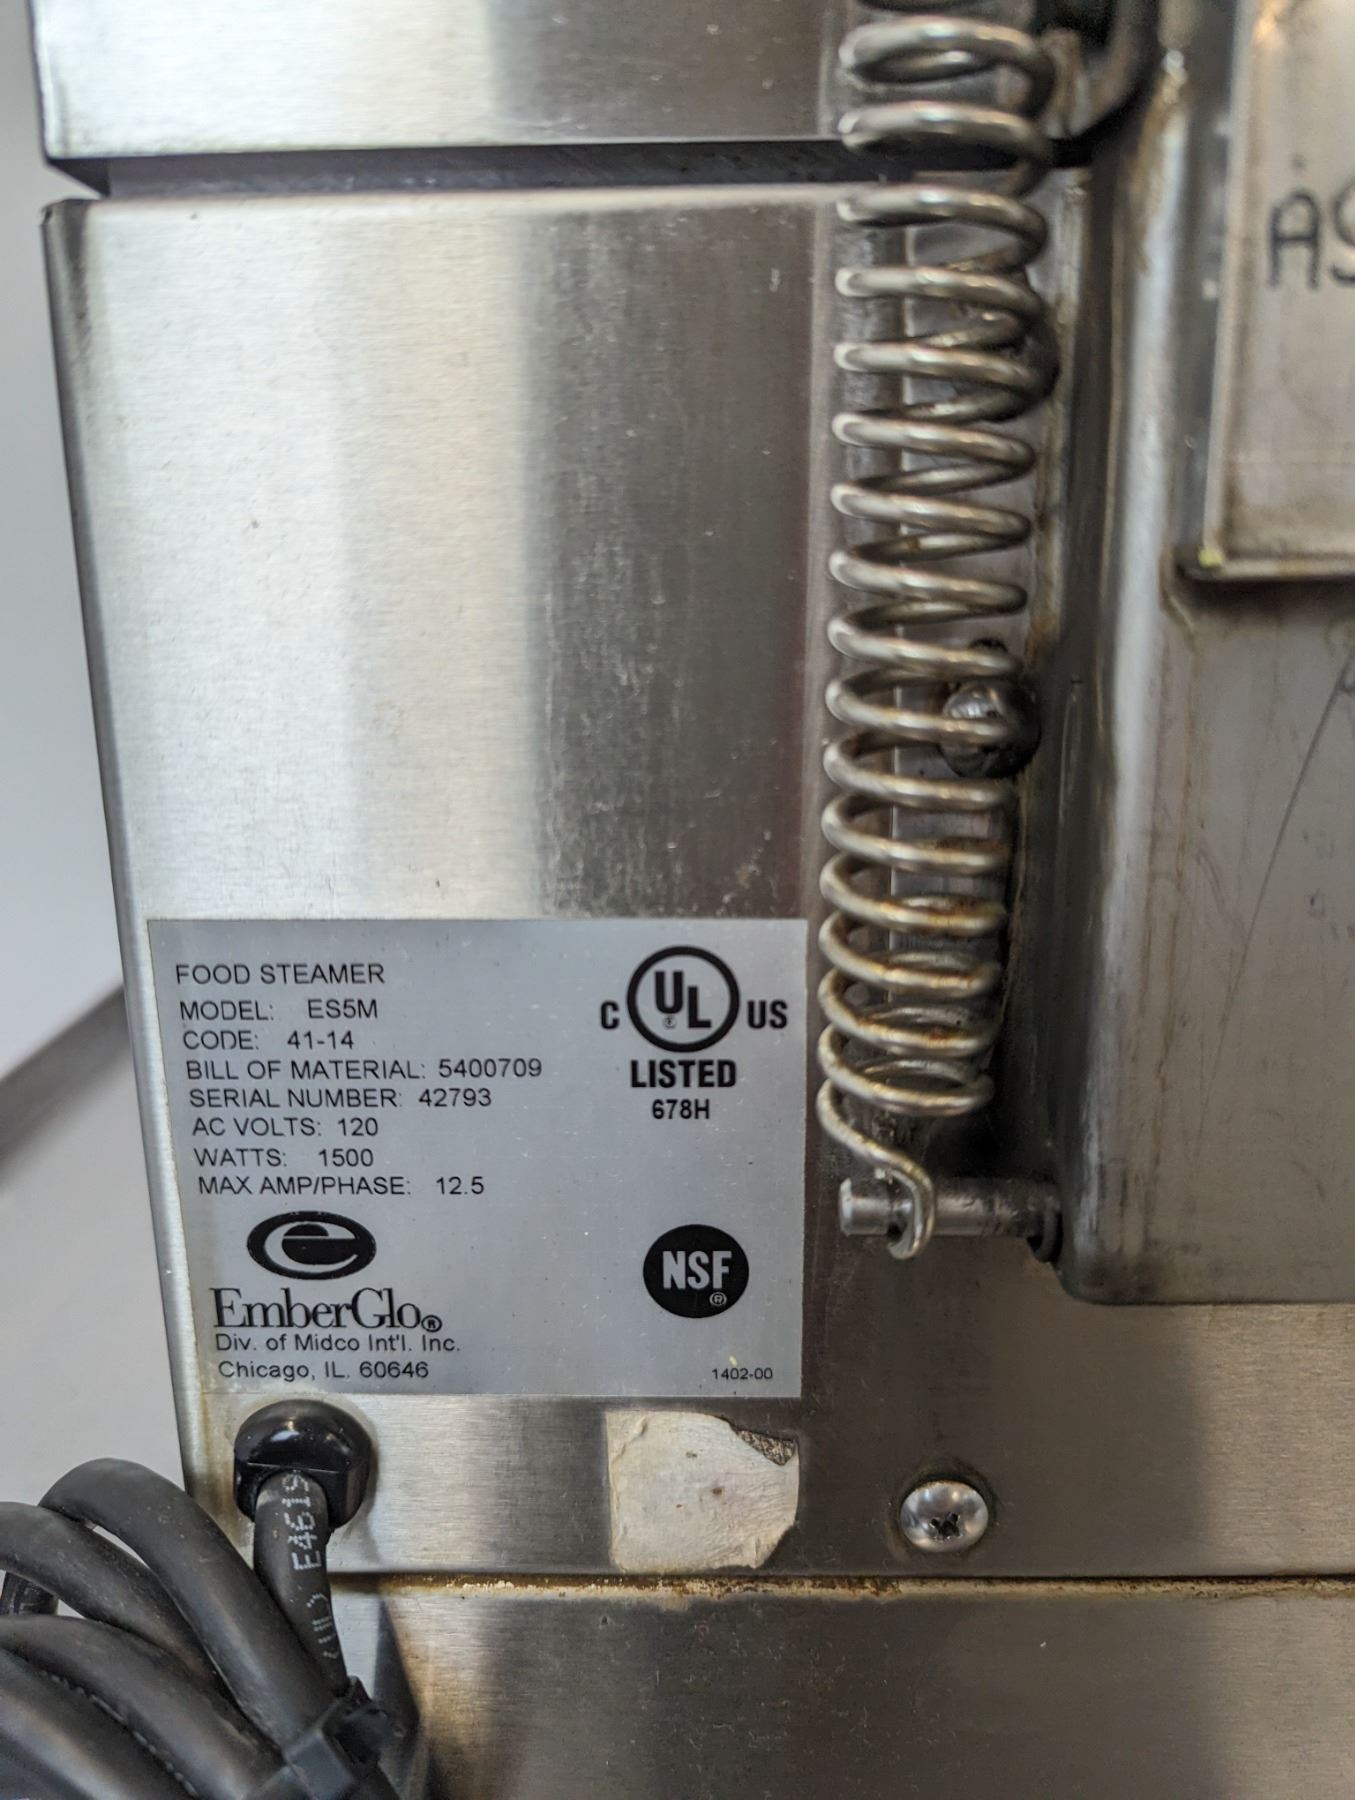 FOOD STEAMER
MODEL: ES5M
CODE: 41-14
BILL OF MATERIAL: 5400709
SERIAL NUMBER: 42793
AC VOLTS: 120
WATTS: 1500
MAX AMP/PHASE: 12.5
e
EmberGlo®
Div. of Midco Int'l. Inc.
Chicago, IL. 60646
C UL® US
LISTED
678H
NSF®
1402-00
AS
E4619